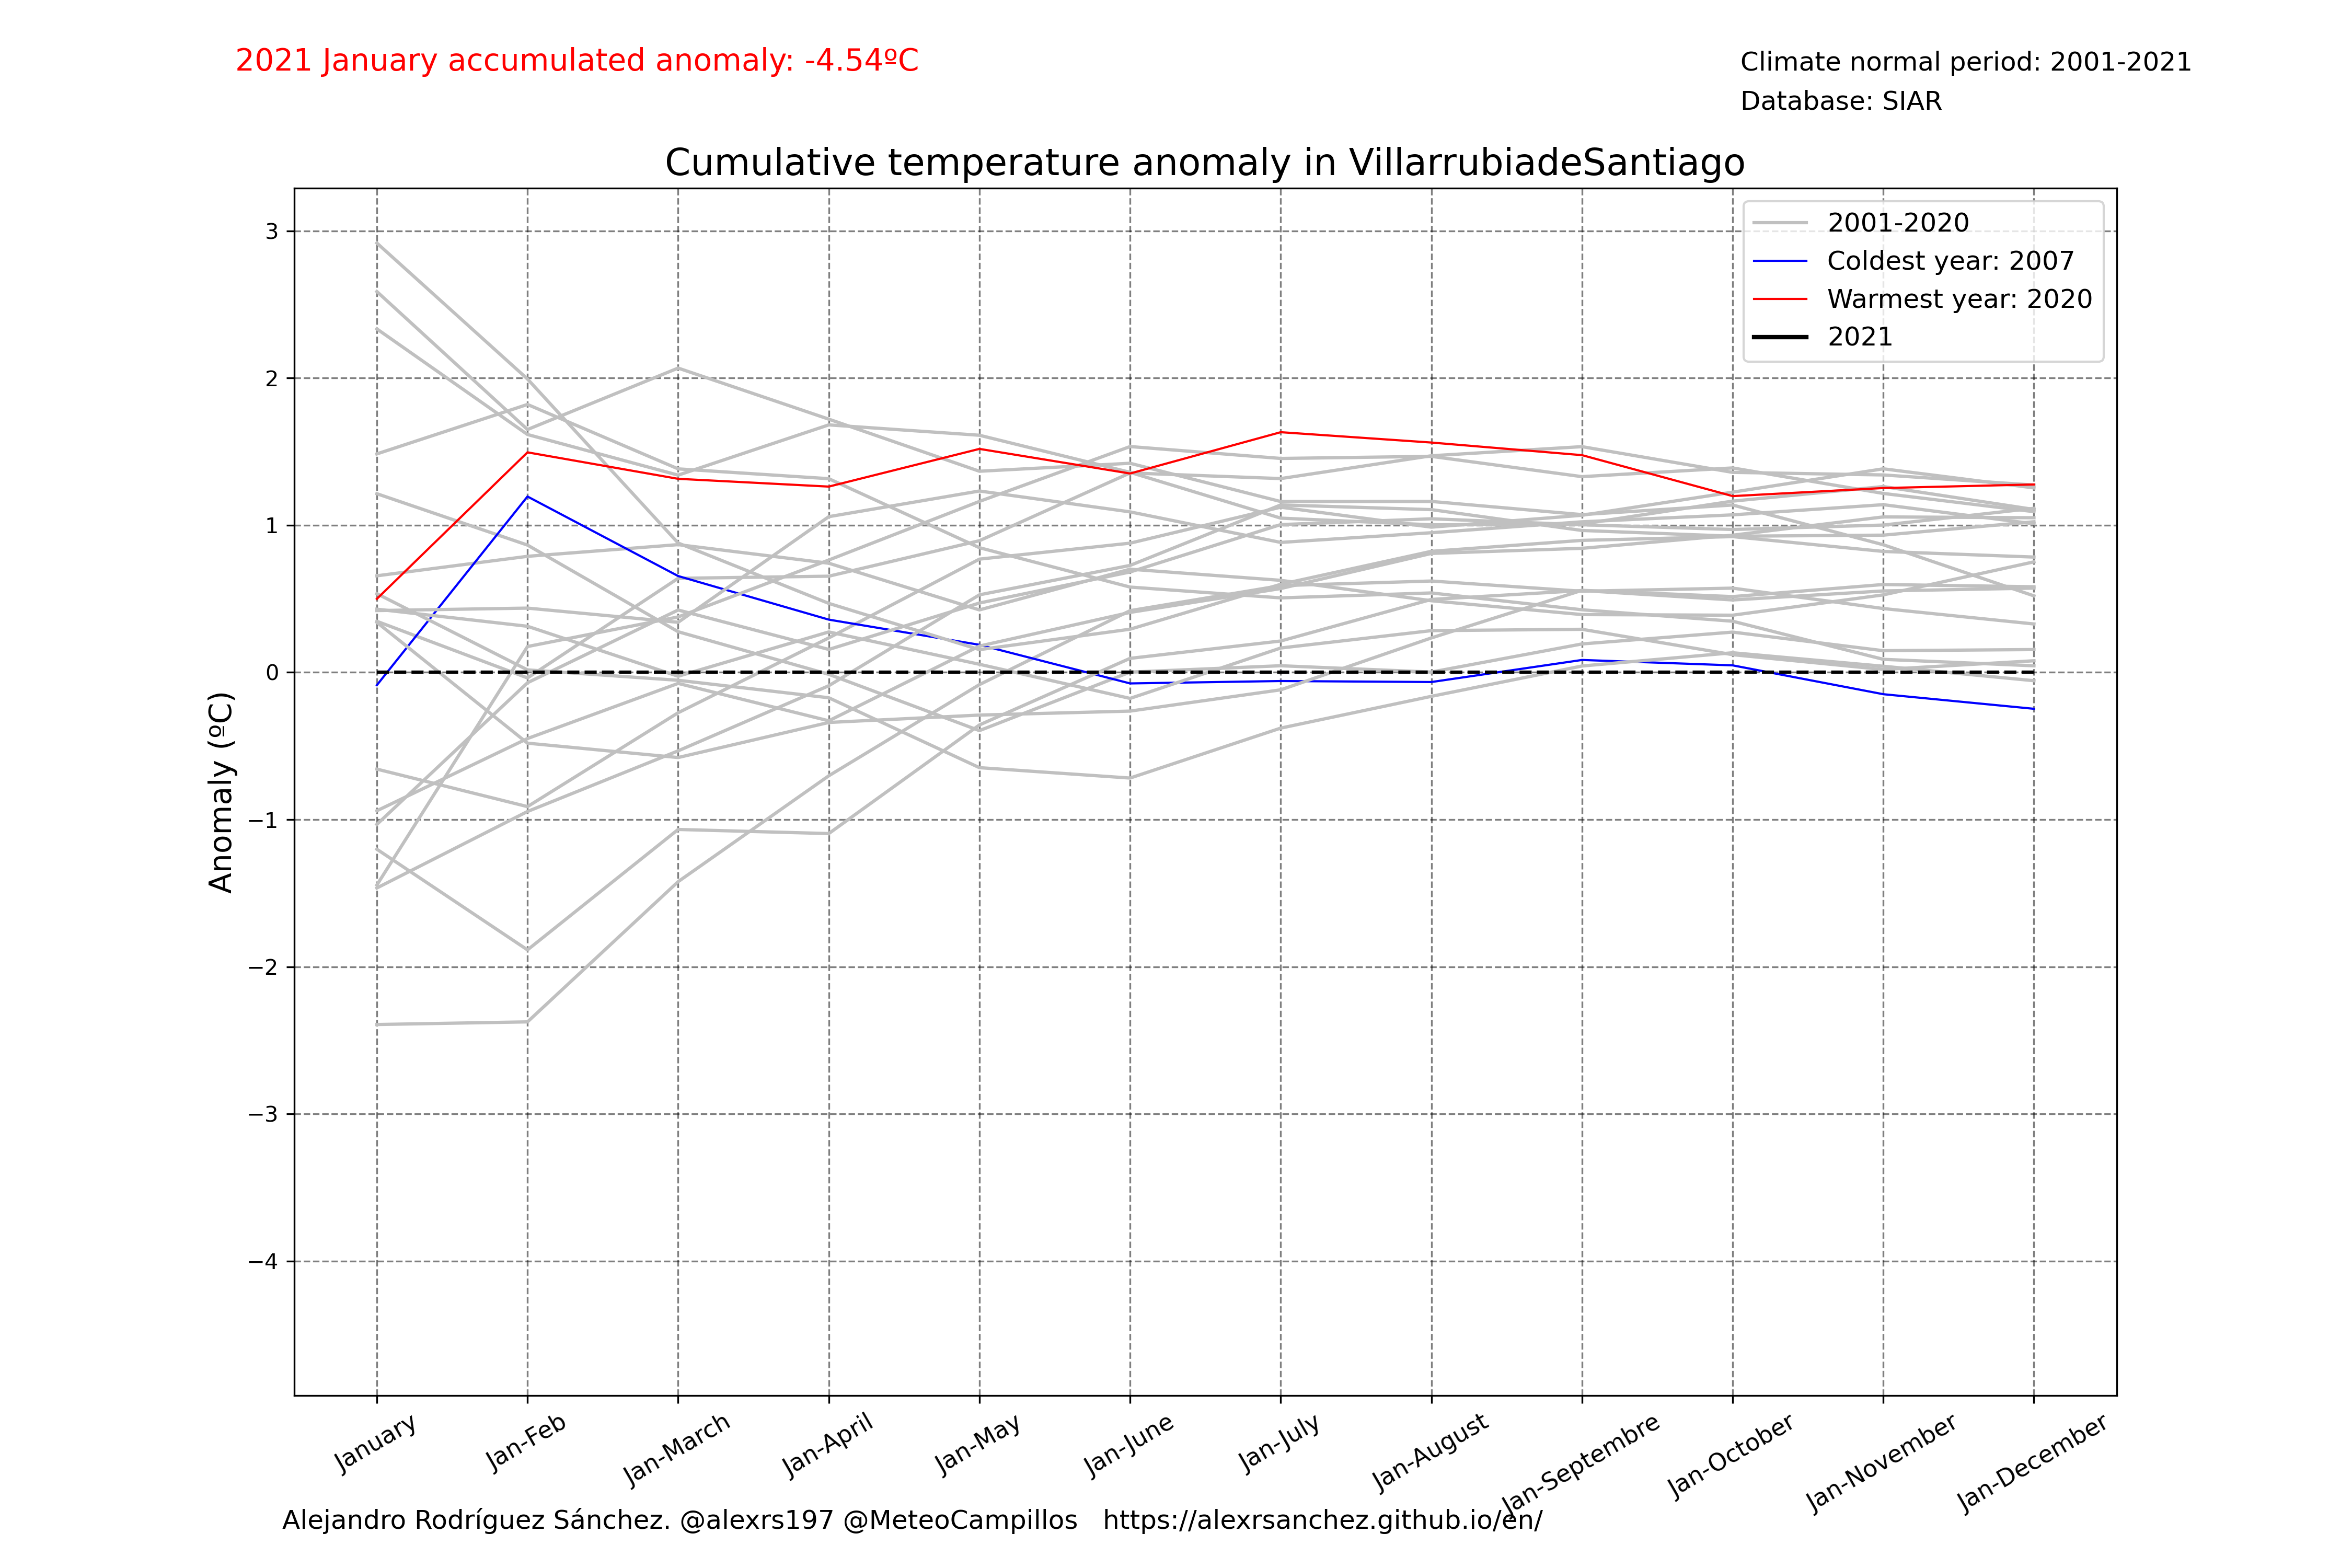 2021 January accumulated anomaly: -4.54ºC
Climate normal period: 2001-2021
Database: SIAR
Cumulative temperature anomaly in VillarrubiadeSantiago
2001-2020
Coldest year: 2007
Warmest year: 2020
2021
3
2
1
0
−1
−2
−3
−4
Anomaly (ºC)
January
Jan-Feb
Jan-March
Jan-April
Jan-May
Jan-June
Jan-July
Jan-August
Jan-Septembre
Jan-October
Jan-November
Jan-December
Alejandro Rodríguez Sánchez. @alexrs197 @MeteoCampillos https://alexrsanchez.github.io/en/